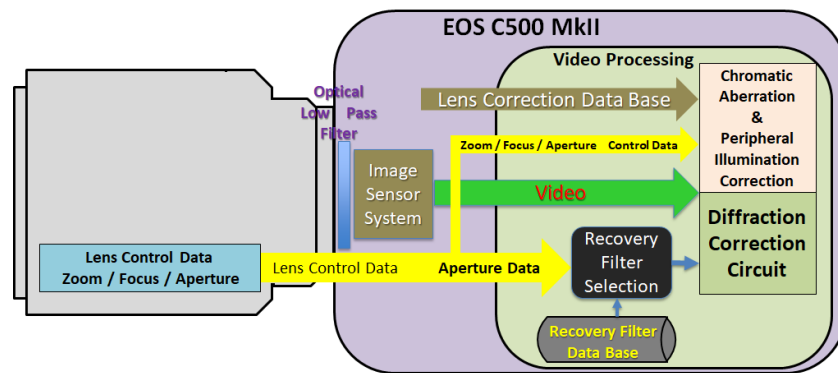 EOS C500 MkII
Video Processing
Optical
Low Pass
Filter
Lens Correction Data Base
Chromatic
Aberration
&
Peripheral
Illumination
Correction
Zoom / Focus / Aperture Control Data
Image
Sensor
System
Video
Diffraction
Correction
Circuit
Lens Control Data
Zoom / Focus / Aperture
Lens Control Data
Aperture Data
Recovery
Filter
Selection
Recovery Filter
Data Base